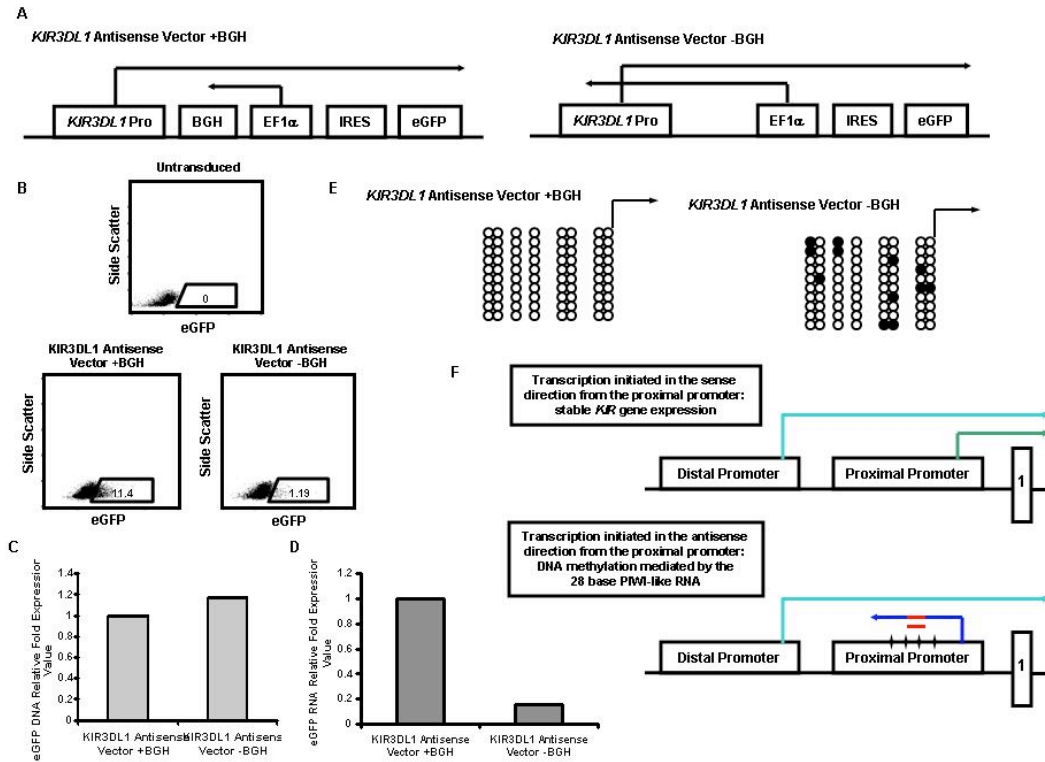 A
KIR3DL1 Antisense Vector +BGH
KIR3DL1 Pro
BGH
EF1α
IRES
eGFP
KIR3DL1 Antisense Vector -BGH
KIR3DL1 Pro
EF1α
IRES
eGFP
B
Untransduced
Side Scatter
0
eGFP
KIR3DL1 Antisense
Vector +BGH
Side Scatter
11.4
eGFP
KIR3DL1 Antisense
Vector -BGH
Side Scatter
1.19
eGFP
C
eGFP DNA Relative Fold Expression
Value
1.4
1.2
1
0.8
0.6
0.4
0.2
0
KIR3DL1 Antisense
Vector +BGH
KIR3DL1 Antisense
Vector -BGH
D
eGFP RNA Relative Fold Expression
Value
1.2
1
0.8
0.6
0.4
0.2
0
KIR3DL1 Antisense
Vector +BGH
KIR3DL1 Antisense
Vector -BGH
E
KIR3DL1 Antisense Vector +BGH
KIR3DL1 Antisense Vector -BGH
F
Transcription initiated in the sense
direction from the proximal promoter:
stable KIR gene expression
Distal Promoter
Proximal Promoter
1
Transcription initiated in the antisense
direction from the proximal promoter:
DNA methylation mediated by the
28 base PIWI-like RNA
Distal Promoter
Proximal Promoter
1